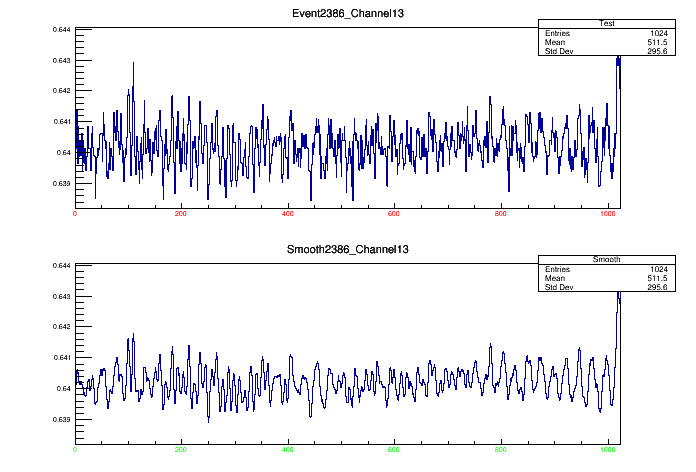 Event2386_Channel13
Test
Entries 1024
Mean 511.5
Std Dev 295.6
0.644
0.643
0.642
0.641
0.64
0.639
0 200 400 600 800 1000
Smooth2386_Channel13
Smooth
Entries 1024
Mean 511.5
Std Dev 295.6
0.644
0.643
0.642
0.641
0.64
0.639
0 200 400 600 800 1000